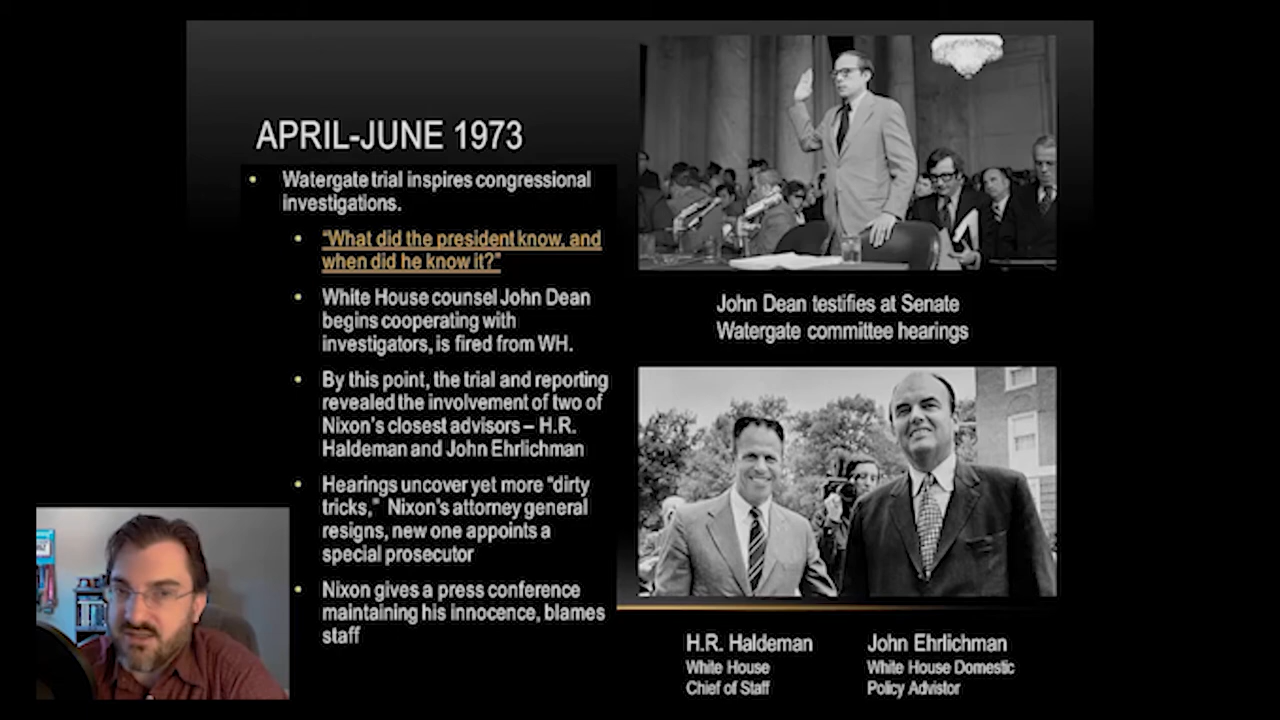 APRIL-JUNE 1973
Watergate trial inspires congressional
investigations.
“What did the president know, and
when did he know it?”
White House counsel John Dean
begins cooperating with
investigators, is fired from WH.
By this point, the trial and reporting
revealed the involvement of two of
Nixon’s closest advisors – H.R.
Haldeman and John Ehrlichman
Hearings uncover yet more “dirty
tricks,” Nixon’s attorney general
resigns, new one appoints a
special prosecutor
Nixon gives a press conference
maintaining his innocence, blames
staff
John Dean testifies at Senate
Watergate committee hearings
H.R. Haldeman
White House
Chief of Staff
John Ehrlichman
White House Domestic
Policy Advistor